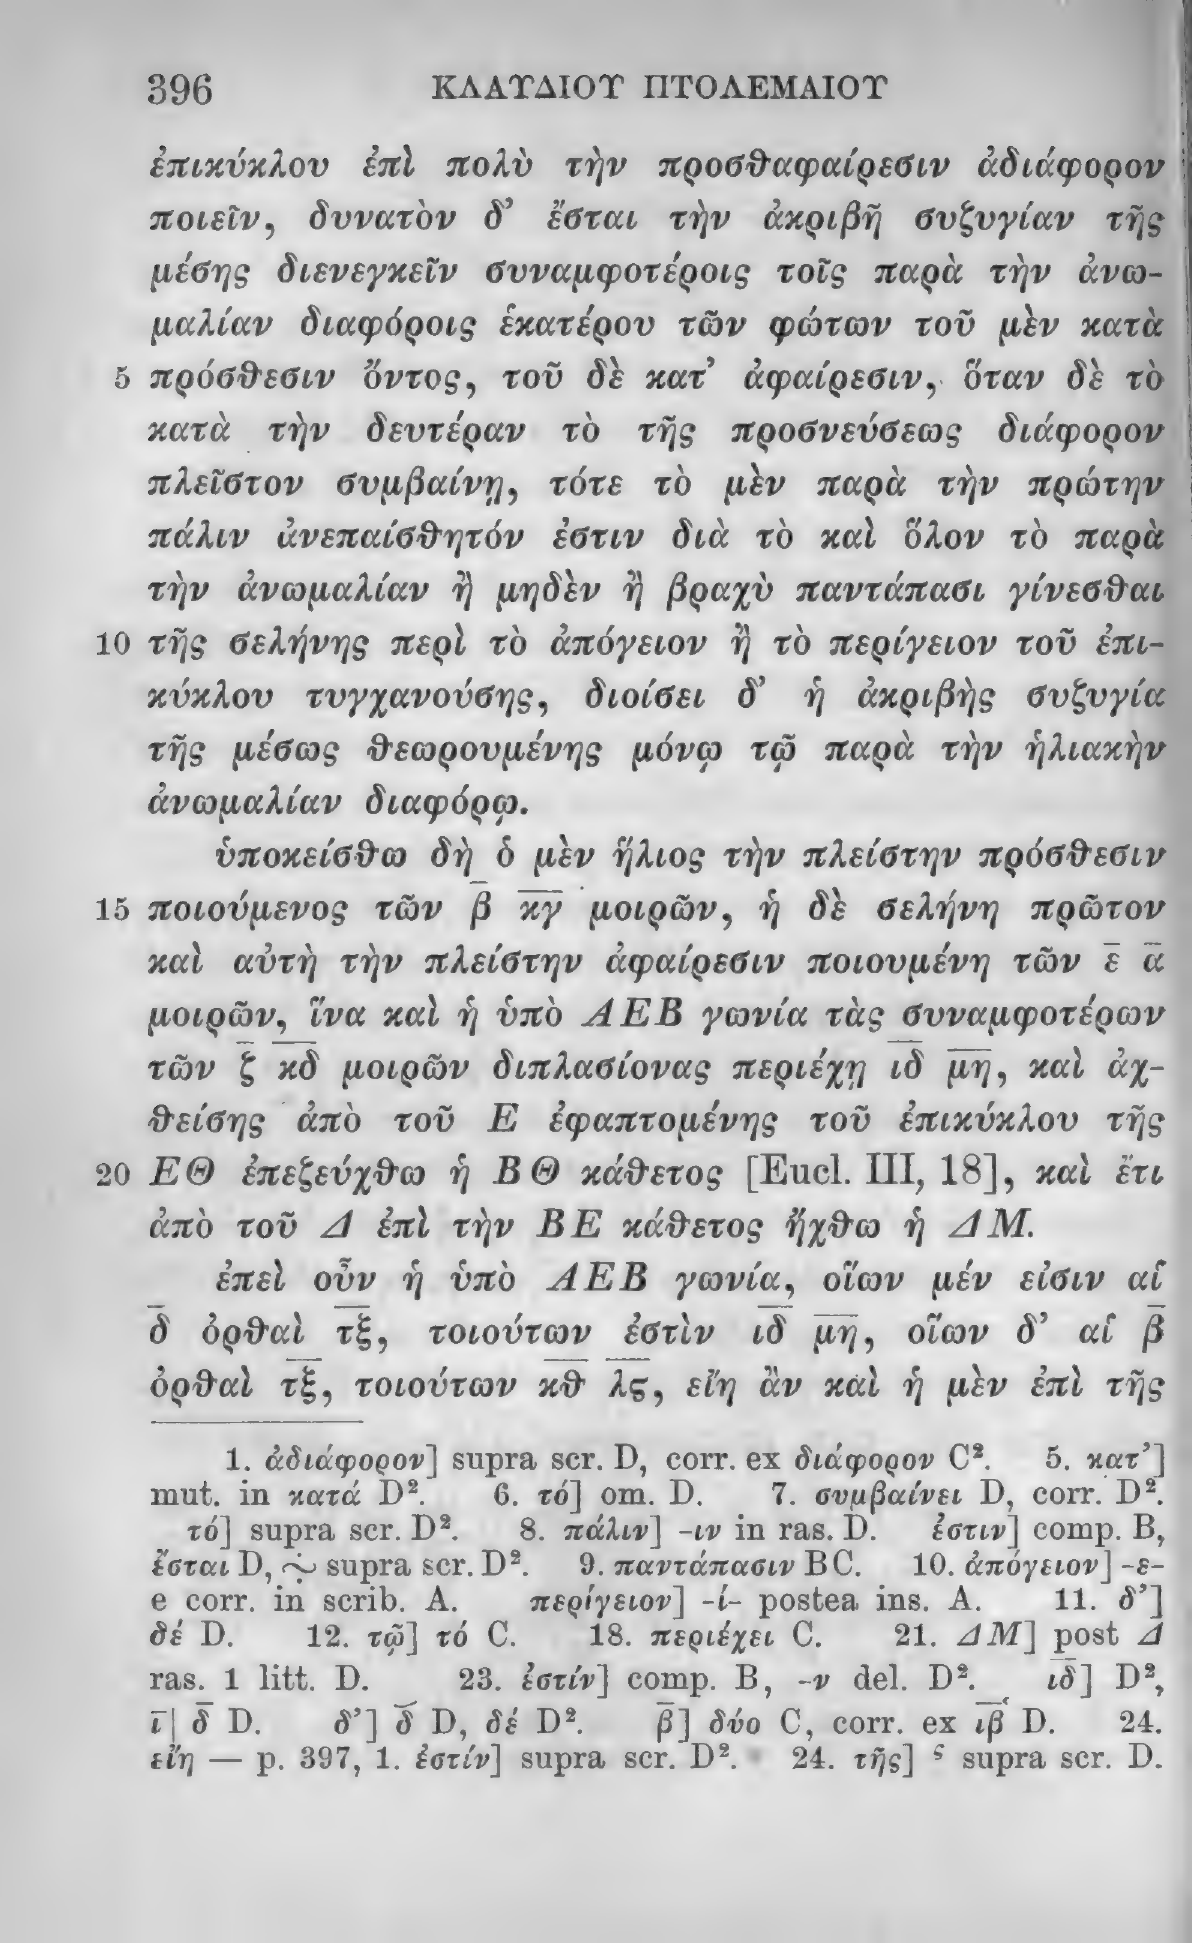 396 ΚΛΑΥΔΙΟΥ ΠΤΟΛΕΜΑΙΟΥ
ἐπικύκλου ἐπὶ πολὺ τὴν προσθαφαίρεσιν ἀδιάφορον
ποιεῖν, δυνατὸν δ’ ἔσται τὴν ἀκριβῆ συζυγίαν τῆς
μέσης διενεγκεῖν συναμφοτέροις τοῖς παρὰ τὴν ἀνω-
μαλίαν διαφόροις ἑκατέρου τῶν φώτων τοῦ μὲν κατὰ
5 πρόσθεσιν ὄντος, τοῦ δὲ κατ’ ἀφαίρεσιν, ὅταν δὲ τὸ
κατὰ τὴν δευτέραν τὸ τῆς προσνεύσεως διάφορον
πλεῖστον συμβαίνῃ, τότε τὸ μὲν παρὰ τὴν πρώτην
πάλιν ἀνεπαίσθητόν ἐστιν διὰ τὸ καὶ ὅλον τὸ παρὰ
τὴν ἀνωμαλίαν ἢ μηδὲν ἢ βραχὺ παντάπασι γίνεσθαι
10 τῆς σελήνης περὶ τὸ ἀπόγειον ἢ τὸ περίγειον τοῦ ἐπι-
κύκλου τυγχανούσης, διοίσει δ’ ἡ ἀκριβὴς συζυγία
τῆς μέσως θεωρουμένης μόνῳ τῷ παρὰ τὴν ἡλιακὴν
ἀνωμαλίαν διαφόρῳ.
ὑποκείσθω δὴ ὁ μὲν ἥλιος τὴν πλείστην πρόσθεσιν
15 ποιούμενος τῶν β̅ κ̅γ̅ μοιρῶν, ἡ δὲ σελήνη πρῶτον
καὶ αὐτὴ τὴν πλείστην ἀφαίρεσιν ποιουμένη τῶν ε̅ α̅
μοιρῶν, ἵνα καὶ ἡ ὑπὸ ΑΕΒ γωνία τὰς συναμφοτέρων
τῶν ζ̅ κ̅δ̅ μοιρῶν διπλασίονας περιέχῃ ι̅δ̅ μ̅η̅, καὶ ἀχ-
θείσης ἀπὸ τοῦ Ε ἐφαπτομένης τοῦ ἐπικύκλου τῆς
20 ΕΘ ἐπεζεύχθω ἡ ΒΘ κάθετος [Eucl. III, 18], καὶ ἔτι
ἀπὸ τοῦ Δ ἐπὶ τὴν ΒΕ κάθετος ἤχθω ἡ ΔΜ.
ἐπεὶ οὖν ἡ ὑπὸ ΑΕΒ γωνία, οἵων μέν εἰσιν αἱ
δ̅ ὀρθαὶ τ̅ξ̅, τοιούτων ἐστὶν ι̅δ̅ μ̅η̅, οἵων δ’ αἱ β̅
ὀρθαὶ τ̅ξ̅, τοιούτων κ̅θ̅ λ̅ϛ̅, εἴη ἂν καὶ ἡ μὲν ἐπὶ τῆς
1. ἀδιάφορον] supra scr. D, corr. ex διάφορον C². 5. κατ’]
mut. in κατά D². 6. τό] om. D. 7. συμβαίνει D, corr. D².
τό] supra scr. D². 8. πάλιν] -ιν in ras. D. ἐστιν] comp. B,
ἔσται D, supra scr. D². 9. παντάπασιν BC. 10. ἀπόγειον] -ε-
e corr. in scrib. A. περίγειον] -ί- postea ins. A. 11. δ’]
δέ D. 12. τῷ] τό C. 18. περιέχει C. 21. ΔΜ] post Δ
ras. 1 litt. D. 23. ἐστίν] comp. B, -ν del. D². ι̅δ̅] D²,
ι̅| δ̅ D. δ’] δ̅ D, δέ D². β̅] δύο C, corr. ex ι̅β̅ D. 24.
εἴη — p. 397, 1. ἐστίν] supra scr. D². 24. τῆς] ς supra scr. D.